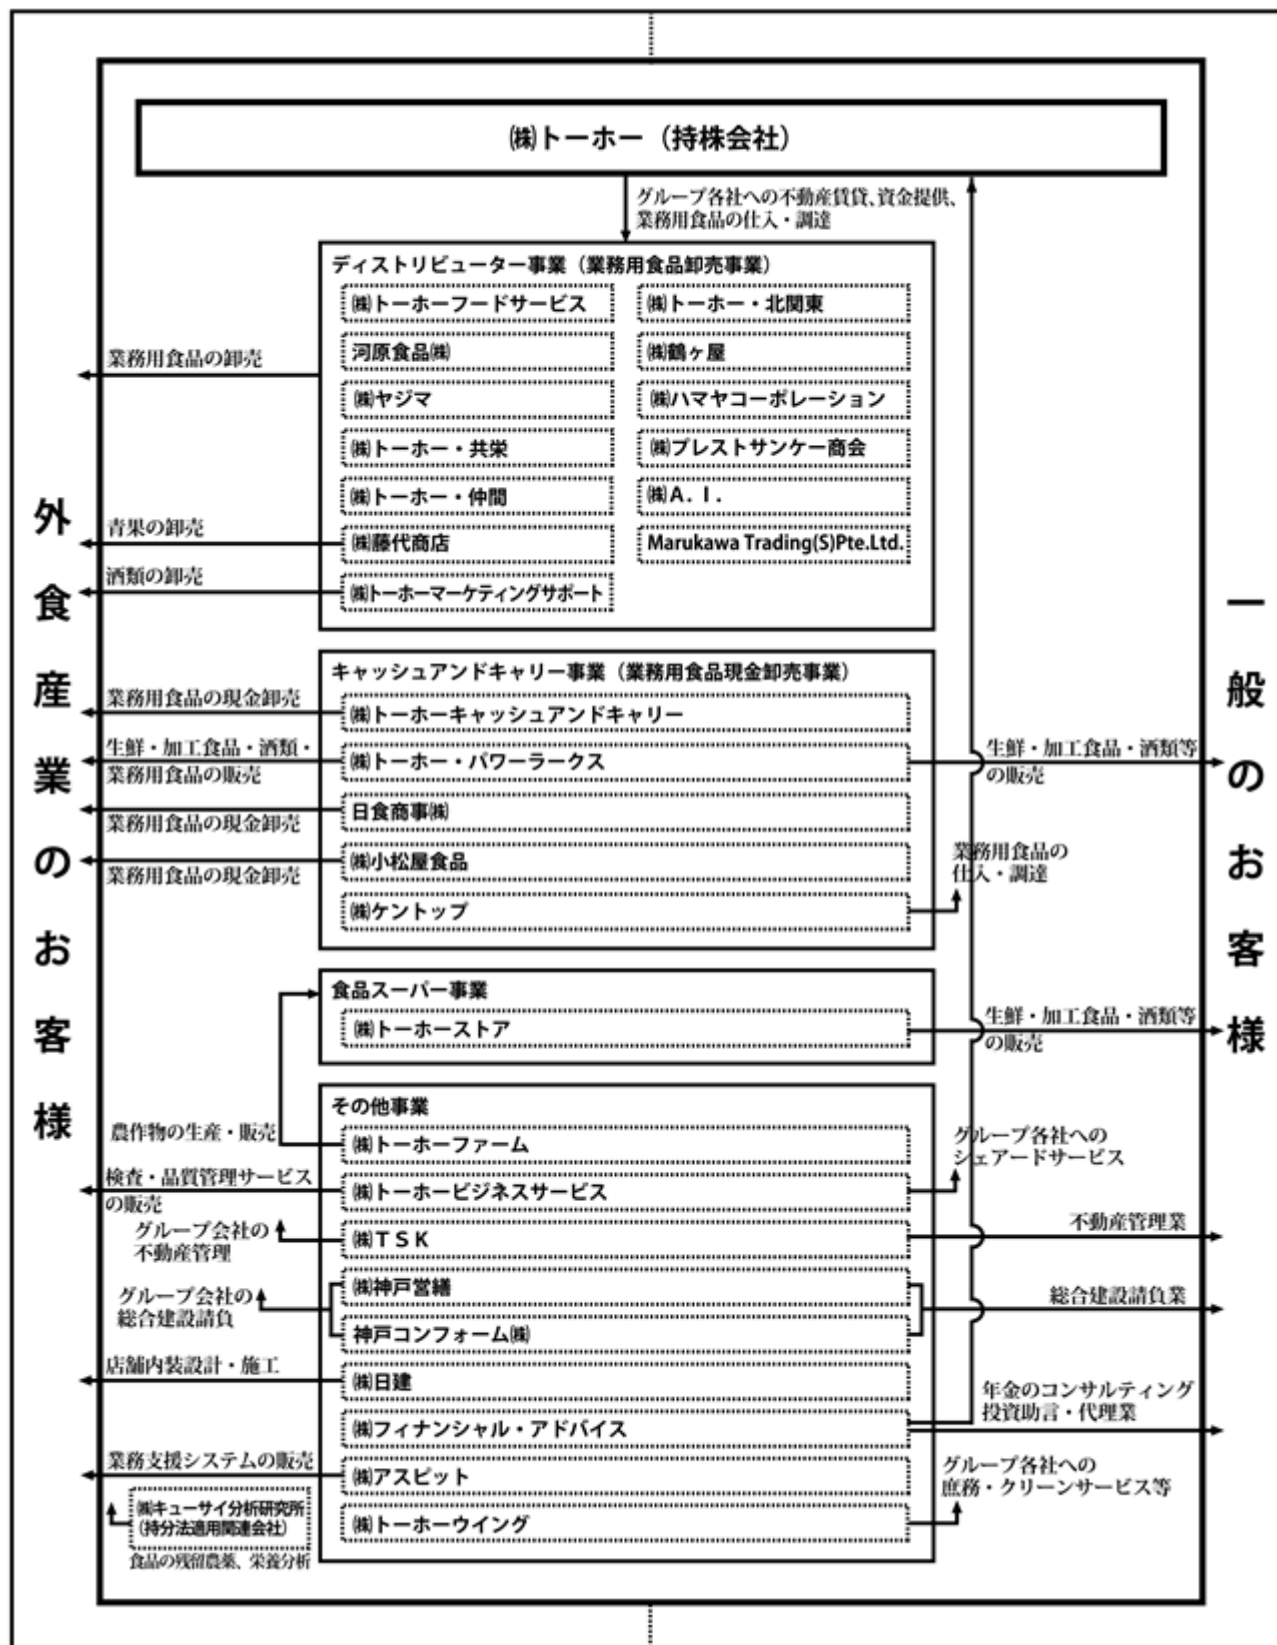 ㈱トーホー（持株会社）
グループ各社への不動産賃貸、資金提供、
業務用食品の仕入・調達
ディストリビューター事業（業務用食品卸売事業）
㈱トーホーフードサービス
㈱トーホー・北関東
河原食品㈱
㈱鶴ヶ屋
㈱ヤジマ
㈱ハマヤコーポレーション
㈱トーホー・共栄
㈱プレストサンケー商会
㈱トーホー・仲間
㈱Ａ．Ｉ．
㈱藤代商店
Marukawa Trading(S)Pte.Ltd.
㈱トーホーマーケティングサポート
業務用食品の卸売
青果の卸売
酒類の卸売
外食産業のお客様
一般のお客様
キャッシュアンドキャリー事業（業務用食品現金卸売事業）
㈱トーホーキャッシュアンドキャリー
㈱トーホー・パワーラークス
日食商事㈱
㈱小松屋食品
㈱ケントップ
業務用食品の現金卸売
生鮮・加工食品・酒類・
業務用食品の販売
業務用食品の現金卸売
業務用食品の現金卸売
生鮮・加工食品・酒類等
の販売
業務用食品の
仕入・調達
食品スーパー事業
㈱トーホーストア
生鮮・加工食品・酒類等
の販売
その他事業
㈱トーホーファーム
㈱トーホービジネスサービス
㈱ＴＳＫ
㈱神戸営繕
神戸コンフォーム㈱
㈱日建
㈱フィナンシャル・アドバイス
㈱アスピット
㈱トーホーウイング
農作物の生産・販売
検査・品質管理サービス
の販売
グループ会社の
不動産管理
グループ会社の
総合建設請負
店舗内装設計・施工
業務支援システムの販売
㈱キューサイ分析研究所
（持分法適用関連会社）
食品の残留農薬、栄養分析
グループ各社への
シェアードサービス
不動産管理業
総合建設請負業
年金のコンサルティング
投資助言・代理業
グループ各社への
庶務・クリーンサービス等